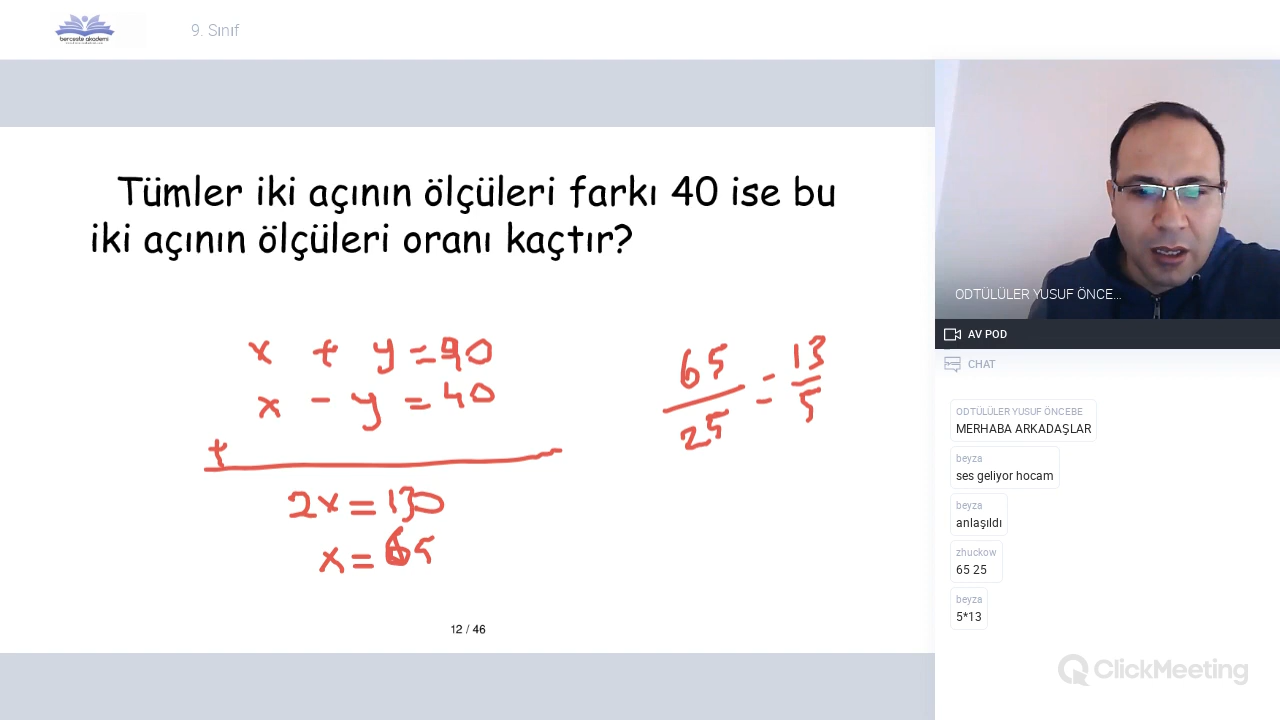 berceste akademi
9. Sınıf
Tümler iki açının ölçüleri farkı 40 ise bu
iki açının ölçüleri oranı kaçtır?
x + y = 90
x - y = 40
+
2x = 130
x = 65
65/25 = 13/5
12 / 46
ODTÜLÜLER YUSUF ÖNCE...
AV POD
CHAT
ODTÜLÜLER YUSUF ÖNCEBE
MERHABA ARKADAŞLAR
beyza
ses geliyor hocam
beyza
anlaşıldı
zhuckow
65 25
beyza
5*13
ClickMeeting